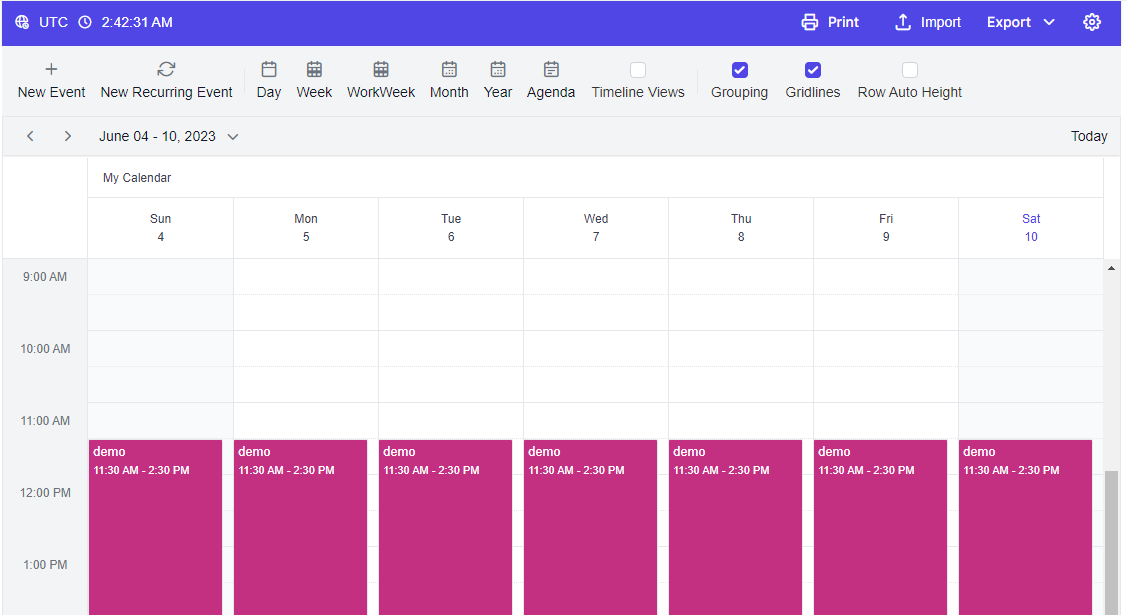 UTC 2:42:31 AM Print Import Export
New Event New Recurring Event Day Week WorkWeek Month Year Agenda Timeline Views Grouping Gridlines Row Auto Height
June 04 - 10, 2023 Today
My Calendar
Sun Mon Tue Wed Thu Fri Sat
4 5 6 7 8 9 10
9:00 AM
10:00 AM
11:00 AM
demo demo demo demo demo demo demo
11:30 AM - 2:30 PM 11:30 AM - 2:30 PM 11:30 AM - 2:30 PM 11:30 AM - 2:30 PM 11:30 AM - 2:30 PM 11:30 AM - 2:30 PM 11:30 AM - 2:30 PM
12:00 PM
1:00 PM